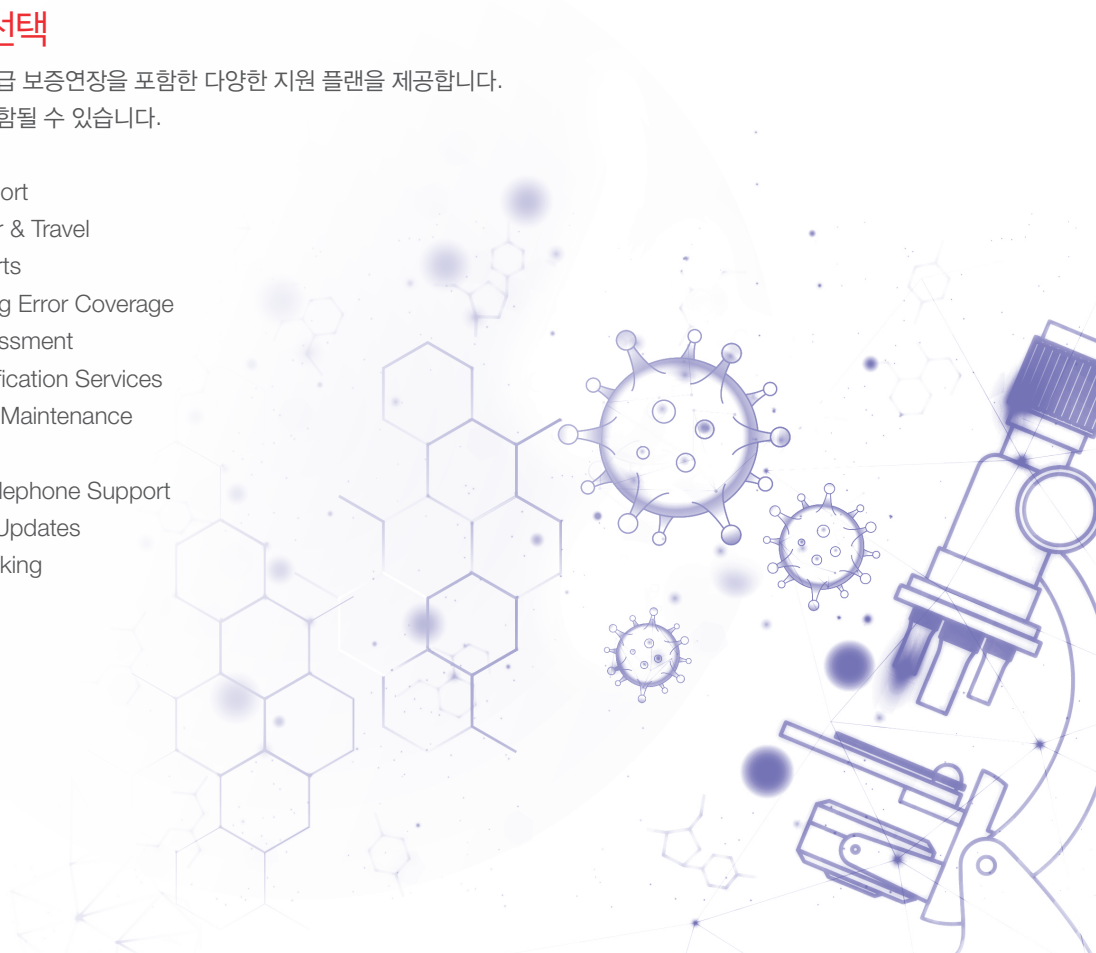 선택
급 보증연장을 포함한 다양한 지원 플랜을 제공합니다.
함될 수 있습니다.
ort
& Travel
rts
g Error Coverage
ssment
fication Services
Maintenance
lephone Support
Updates
king